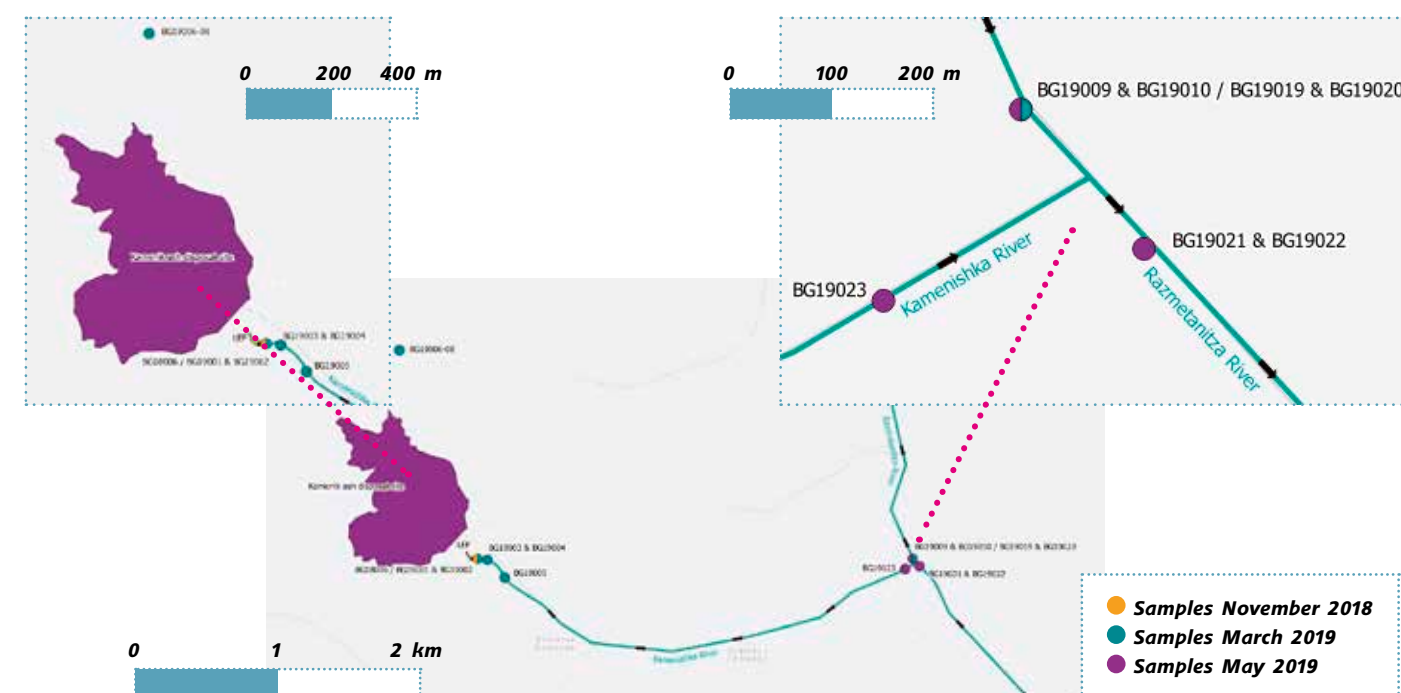 BG19006-08
0 200 400 m
Kamenik ash disposal site
LEP
BG19003 & BG19004
BG19005
0 100 200 m
BG19009 & BG19010 / BG19019 & BG19020
BG19021 & BG19022
BG19023
Kamenishka River
Razmetanitza River
BG19006-08
Kamenik ash disposal site
LEP
BG19003 & BG19004
BG19005
BG19009 & BG19010 / BG19019 & BG19020
BG19023
BG19021 & BG19022
Samples November 2018
Samples March 2019
Samples May 2019
0 1 2 km